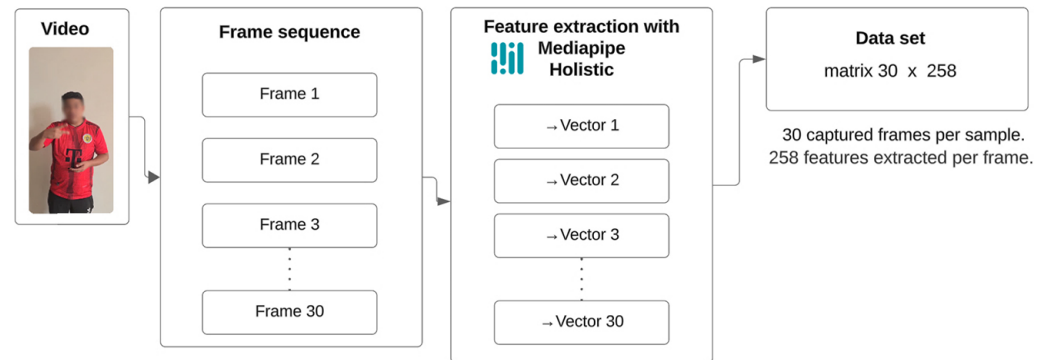 Video
Frame sequence
Frame 1
Frame 2
Frame 3
Frame 30
Feature extraction with
Mediapipe
Holistic
→Vector 1
→Vector 2
→Vector 3
→Vector 30
Data set
matrix 30 x 258
30 captured frames per sample.
258 features extracted per frame.